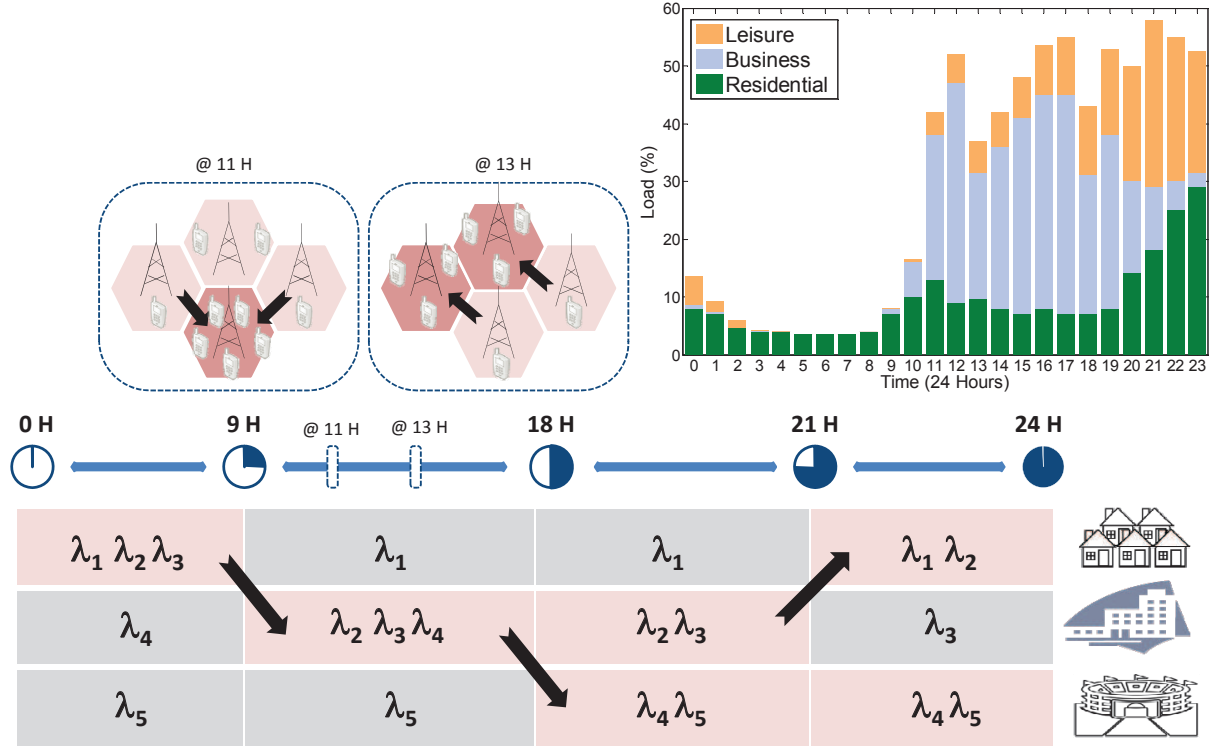 60
50
40
30
20
10
0
Load (%)
Leisure
Business
Residential
0 1 2 3 4 5 6 7 8 9 10 11 12 13 14 15 16 17 18 19 20 21 22 23
Time (24 Hours)
@ 11 H
@ 13 H
0 H
9 H
@ 11 H
@ 13 H
18 H
21 H
24 H
λ1 λ2 λ3
λ1
λ1
λ1 λ2
λ4
λ2 λ3 λ4
λ2 λ3
λ3
λ5
λ5
λ4 λ5
λ4 λ5